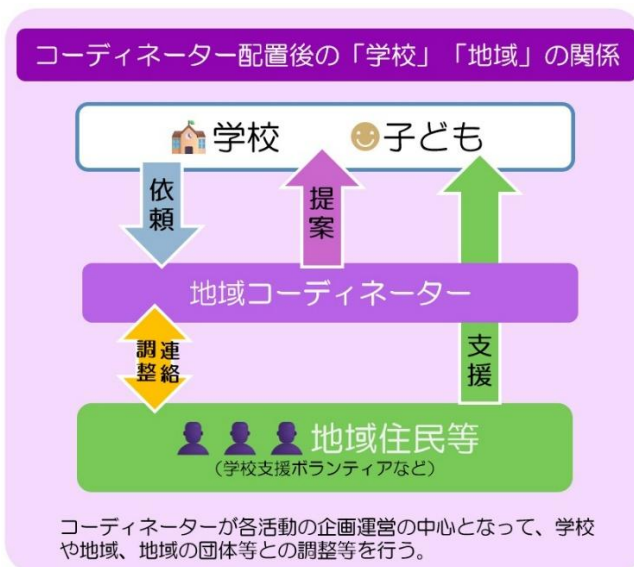 コーディネーター配置後の「学校」「地域」の関係
学校 子ども
依頼
提案
地域コーディネーター
連絡
調整
支援
地域住民等
(学校支援ボランティアなど)
コーディネーターが各活動の企画運営の中心となって、学校
や地域、地域の団体等との調整等を行う。